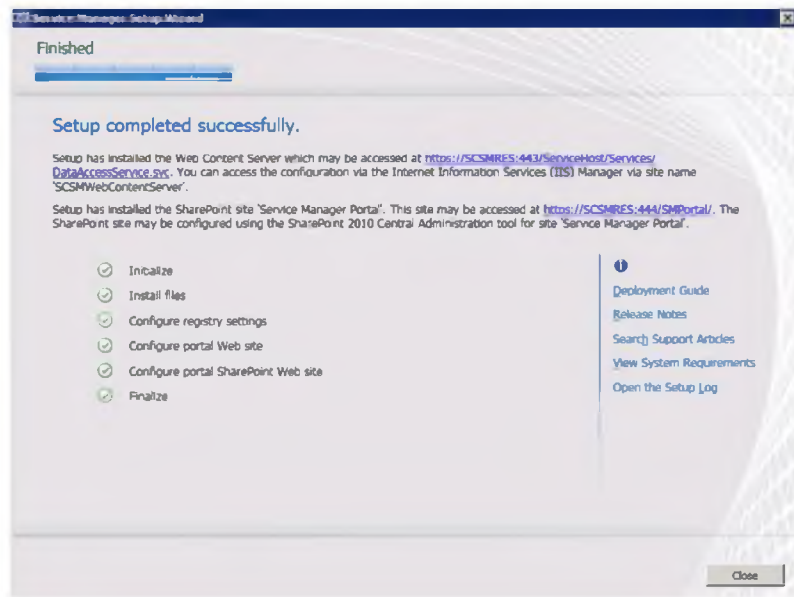 Service Manager Setup Wizard
Finished
Setup completed successfully.
Setup has installed the Web Content Server which may be accessed at https://SCSMRES:443/ServiceHost/Services/
DataAccessService.svc. You can access the configuration via the Internet Information Services (IIS) Manager via site name
'SCSMWebContentServer'.
Setup has installed the SharePoint site 'Service Manager Portal'. This site may be accessed at https://SCSMRES:444/SMPortal/. The
SharePoint site may be configured using the SharePoint 2010 Central Administration tool for site 'Service Manager Portal'.
Initialize
Install files
Configure registry settings
Configure portal Web site
Configure portal SharePoint Web site
Finalize
Deployment Guide
Release Notes
Search Support Articles
View System Requirements
Open the Setup Log
Close